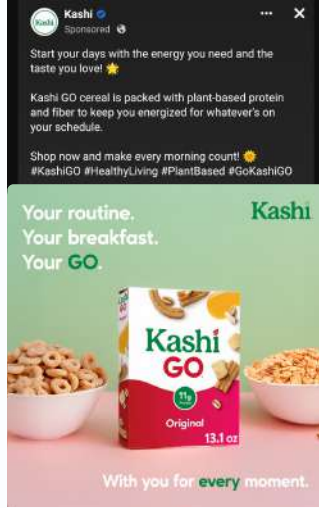 Kashi
Kashi
Sponsored
Start your days with the energy you need and the
taste you love! 🌟
Kashi GO cereal is packed with plant-based protein
and fiber to keep you energized for whatever's on
your schedule.
Shop now and make every morning count! 🌞
#KashiGO #HealthyLiving #PlantBased #GoKashiGO
Your routine.
Your breakfast.
Your GO.
Kashi
Kashi
GO
11g
Original
13.1 oz
With you for every moment.